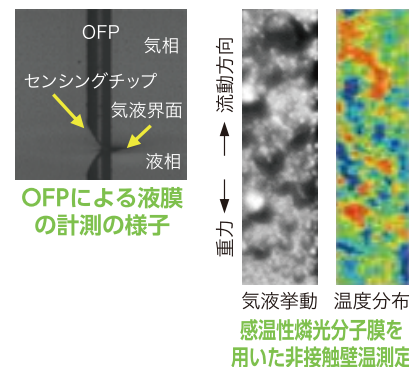 OFP
気相
センシングチップ
気液界面
液相
OFPによる液膜
の計測の様子
流動方向
重力
気液挙動
温度分布
感温性燐光分子膜を
用いた非接触壁温測定